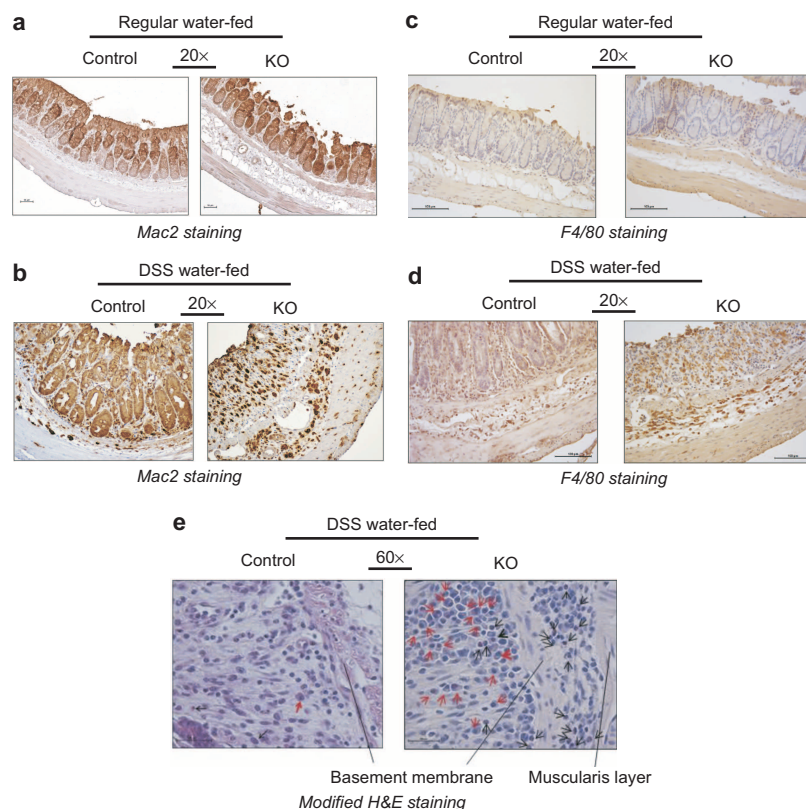 a
Regular water-fed
Control 20× KO
Mac2 staining
b
DSS water-fed
Control 20× KO
Mac2 staining
c
Regular water-fed
Control 20× KO
F4/80 staining
d
DSS water-fed
Control 20× KO
F4/80 staining
e
DSS water-fed
Control 60× KO
Basement membrane Muscularis layer
Modified H&E staining